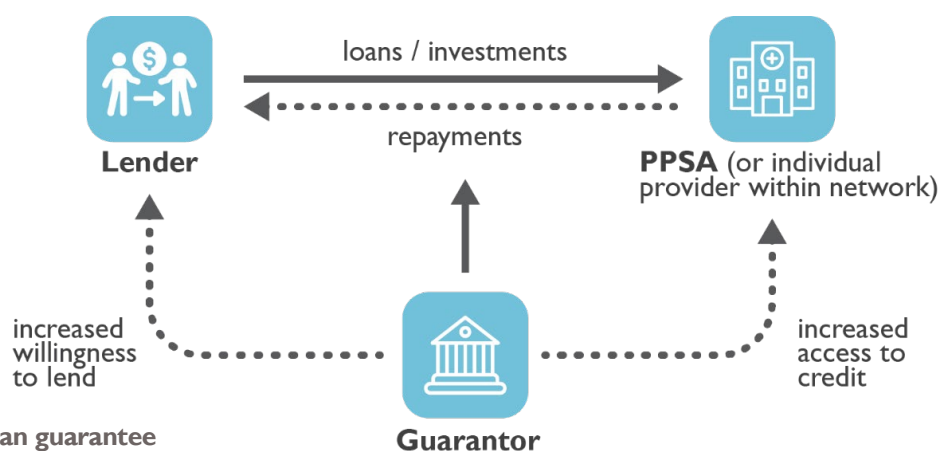 loans / investments
repayments
Lender
PPSA (or individual
provider within network)
increased
willingness
to lend
increased
access to
credit
an guarantee
Guarantor